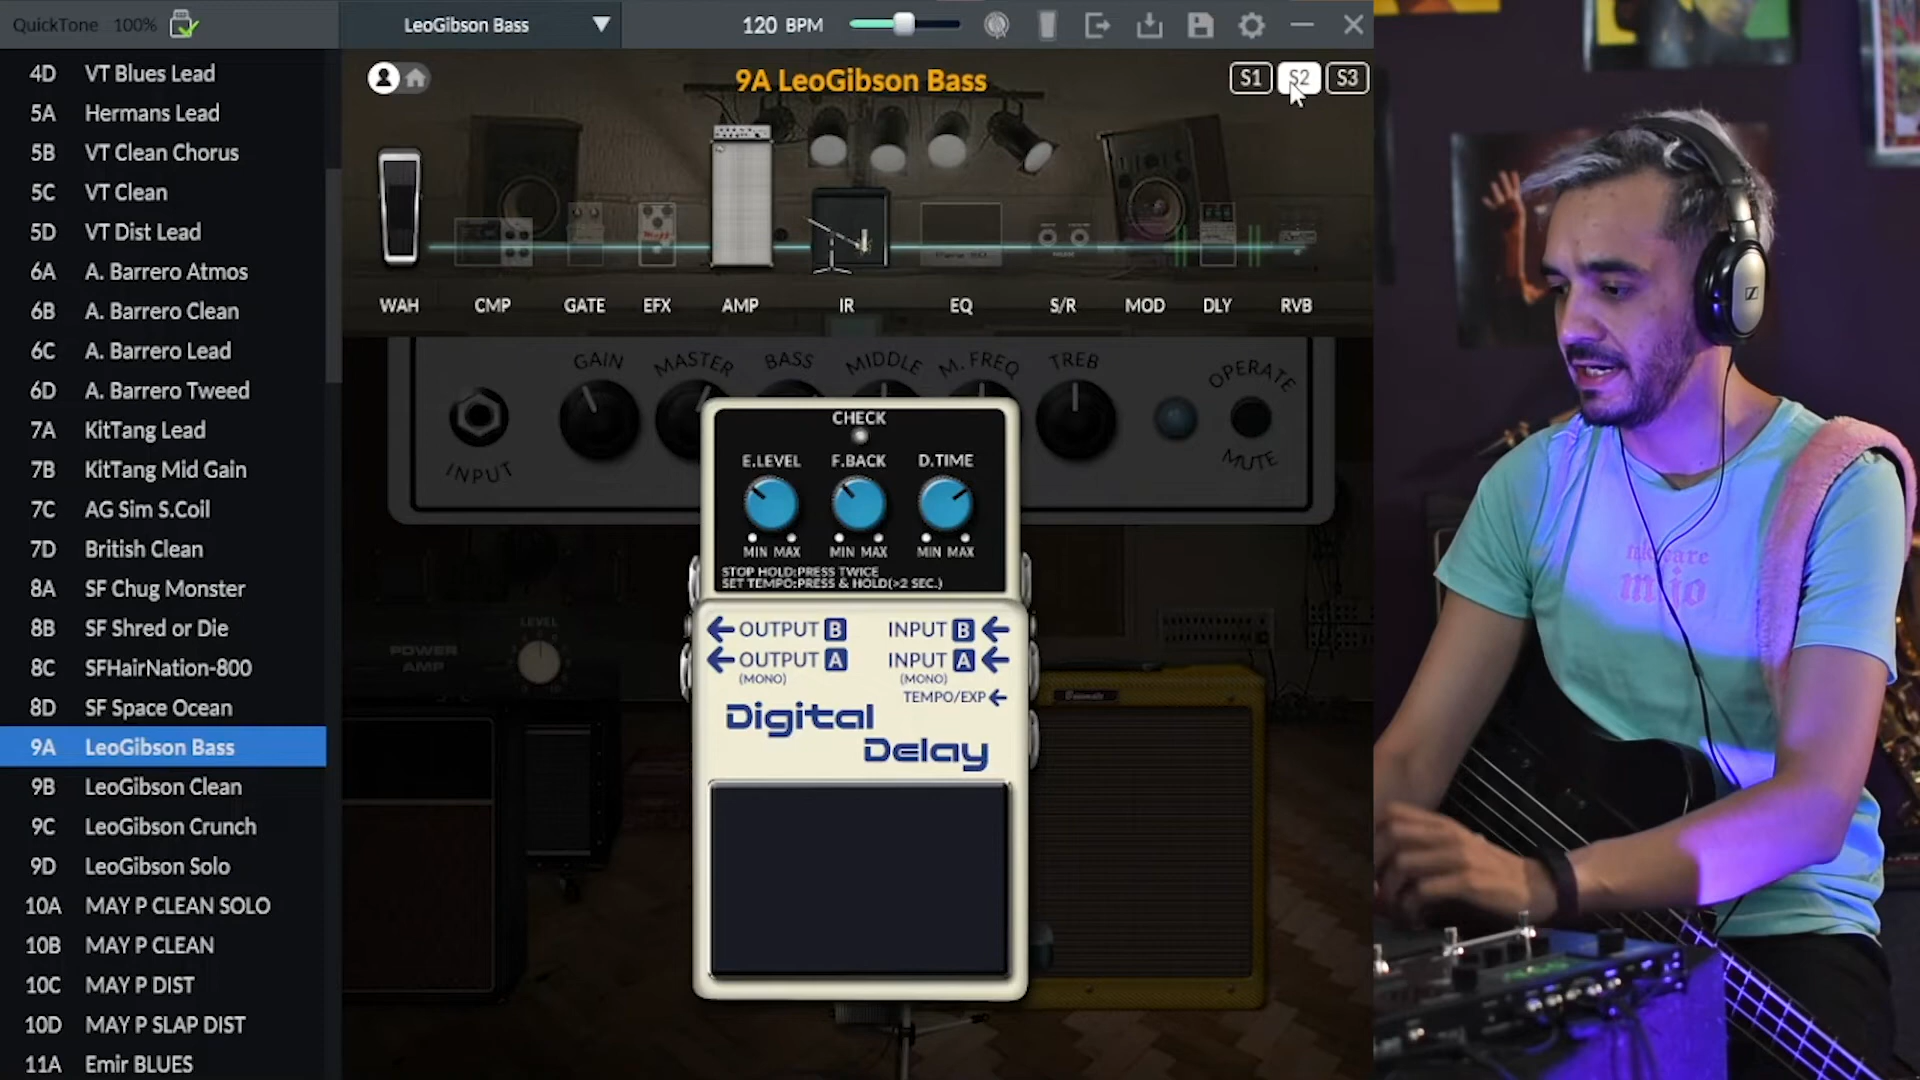 QuickTone 100%
LeoGibson Bass ▼
120 BPM
4D VT Blues Lead
5A Hermans Lead
5B VT Clean Chorus
5C VT Clean
5D VT Dist Lead
6A A. Barrero Atmos
6B A. Barrero Clean
6C A. Barrero Lead
6D A. Barrero Tweed
7A KitTang Lead
7B KitTang Mid Gain
7C AG Sim S.Coil
7D British Clean
8A SF Chug Monster
8B SF Shred or Die
8C SFHairNation-800
8D SF Space Ocean
9A LeoGibson Bass
9B LeoGibson Clean
9C LeoGibson Crunch
9D LeoGibson Solo
10A MAY P CLEAN SOLO
10B MAY P CLEAN
10C MAY P DIST
10D MAY P SLAP DIST
11A Emir BLUES
9A LeoGibson Bass
S1 S2 S3
WAH CMP GATE EFX AMP IR EQ S/R MOD DLY RVB
GAIN MASTER BASS MIDDLE M. FREQ TREB OPERATE
INPUT MUTE
CHECK
E.LEVEL F.BACK D.TIME
MIN MAX MIN MAX MIN MAX
STOP HOLD:PRESS TWICE
SET TEMPO:PRESS & HOLD(>2 SEC.)
OUTPUT B INPUT B
OUTPUT A INPUT A
(MONO) (MONO)
TEMPO/EXP
Digital
Delay
LEVEL
POWER
AMP